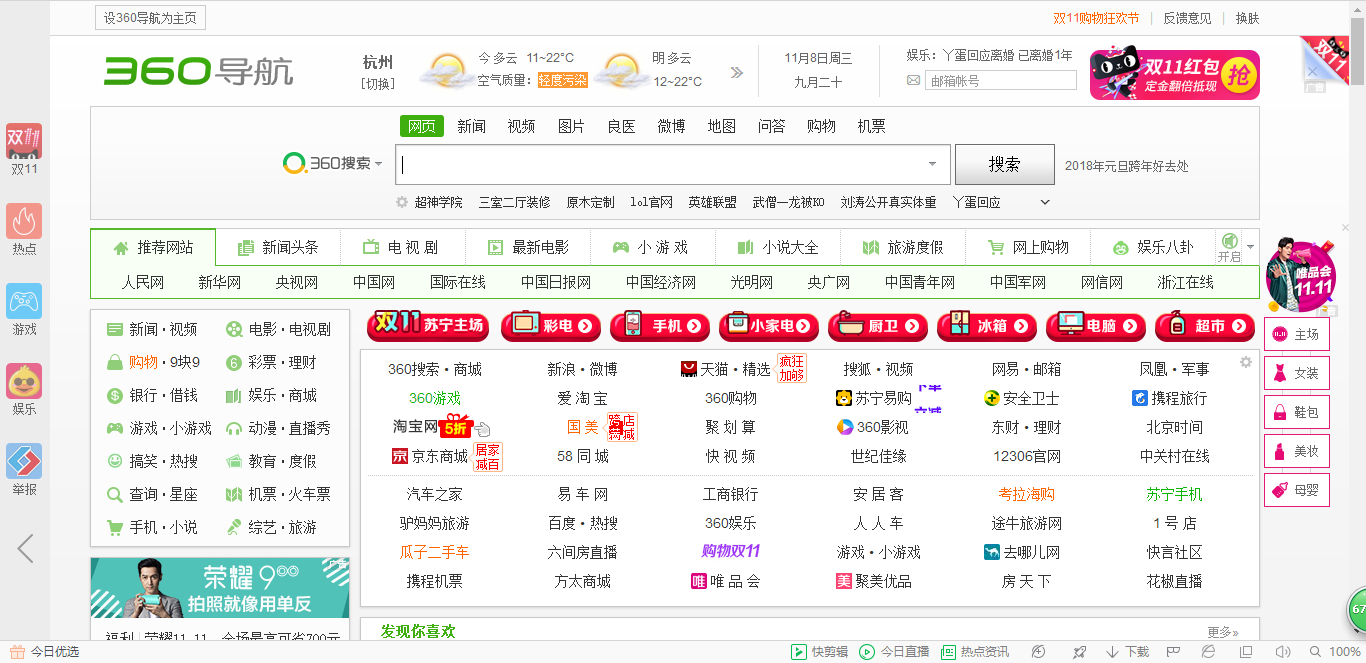 设360导航为主页
双11购物狂欢节 | 反馈意见 | 换肤
360导航
杭州
[切换]
今 多云 11~22°C
空气质量：轻度污染
明 多云
12~22°C
11月8日周三
九月二十
娱乐：丫蛋回应离婚 已离婚1年
邮箱帐号
双11红包
定金翻倍抵现
抢
双11
广告
网页 新闻 视频 图片 良医 微博 地图 问答 购物 机票
360搜索
搜索
2018年元旦跨年好去处
超神学院 三室二厅装修 原木定制 lol官网 英雄联盟 武僧一龙被KO 刘涛公开真实体重 丫蛋回应
推荐网站 新闻头条 电 视 剧 最新电影 小 游 戏 小说大全 旅游度假 网上购物 娱乐八卦
开启
人民网 新华网 央视网 中国网 国际在线 中国日报网 中国经济网 光明网 央广网 中国青年网 中国军网 网信网 浙江在线
双11
双11
热点
游戏
娱乐
举报
新闻 · 视频 电影 · 电视剧
购物 · 9块9 彩票 · 理财
银行 · 借钱 娱乐 · 商城
游戏 · 小游戏 动漫 · 直播秀
搞笑 · 热搜 教育 · 度假
查询 · 星座 机票 · 火车票
手机 · 小说 综艺 · 旅游
荣耀9
拍照就像用单反
福利 | 荣耀11.11，全场最高可省700元
双11苏宁主场 彩电 手机 小家电 厨卫 冰箱 电脑 超市
360搜索 · 商城 新浪 · 微博 天猫 · 精选 疯狂加够 搜狐 · 视频 网易 · 邮箱 凤凰 · 军事
360游戏 爱 淘 宝 360购物 苏宁易购 安全卫士 携程旅行
淘宝网 5折 国 美 聚 划 算 360影视 东财 · 理财 北京时间
京东商城 居家减百 58 同 城 快 视 频 世纪佳缘 12306官网 中关村在线
汽车之家 易 车 网 工商银行 安 居 客 考拉海购 苏宁手机
驴妈妈旅游 百度 · 热搜 360娱乐 人 人 车 途牛旅游网 1 号 店
瓜子二手车 六间房直播 购物双11 游戏 · 小游戏 去哪儿网 快言社区
携程机票 方太商城 唯 唯 品 会 美 聚美优品 房 天 下 花椒直播
发现你喜欢
更多»
唯品会
11.11
主场
女装
鞋包
美妆
母婴
67
今日优选
快剪辑 今日直播 热点资讯 下载 100%